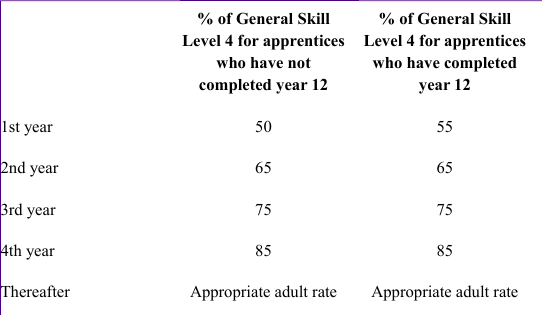 % of General Skill Level 4 for apprentices who have not completed year 12 % of General Skill Level 4 for apprentices who have completed year 12
1st year 50 55
2nd year 65 65
3rd year 75 75
4th year 85 85
Thereafter Appropriate adult rate Appropriate adult rate